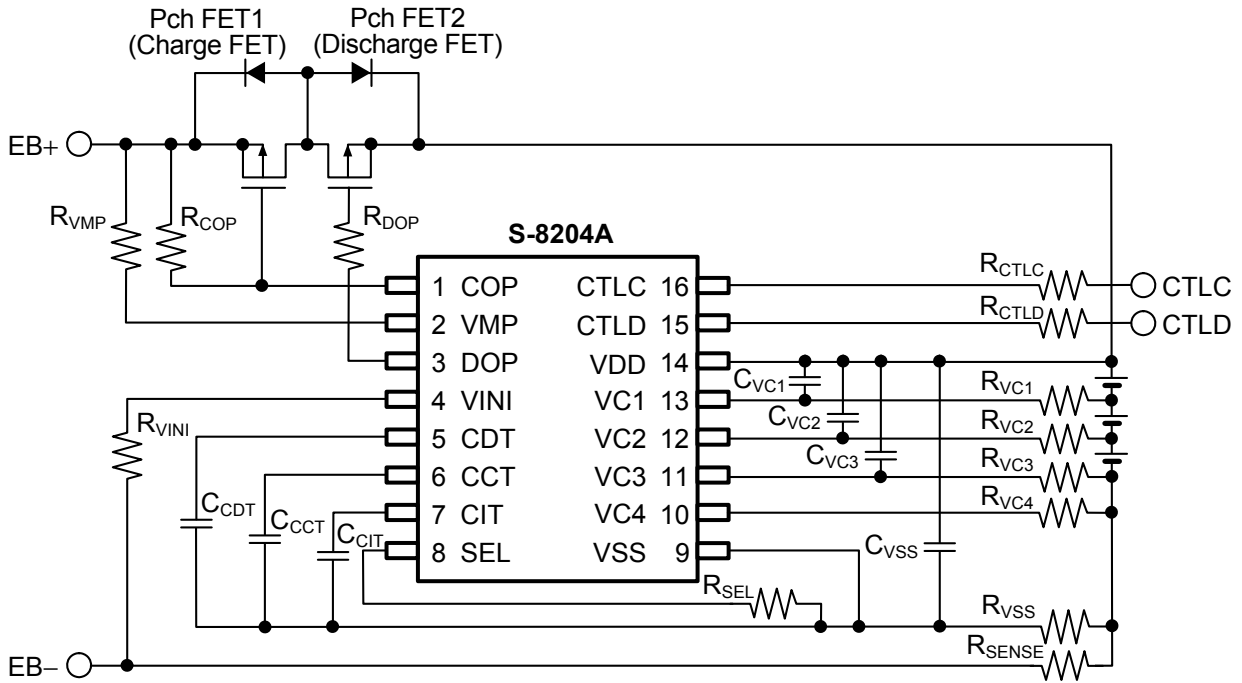 Pch FET1
(Charge FET)
Pch FET2
(Discharge FET)
EB+
RVMP
RCOP
RDOP
S-8204A
1 COP
2 VMP
3 DOP
4 VINI
5 CDT
6 CCT
7 CIT
8 SEL
CTLC 16
CTLD 15
VDD 14
VC1 13
VC2 12
VC3 11
VC4 10
VSS 9
RCTLC
CTLC
RCTLD
CTLD
CVC1
CVC2
CVC3
RVC1
RVC2
RVC3
RVC4
RVINI
CCDT
CCCT
CCIT
CVSS
RSEL
RVSS
RSENSE
EB−